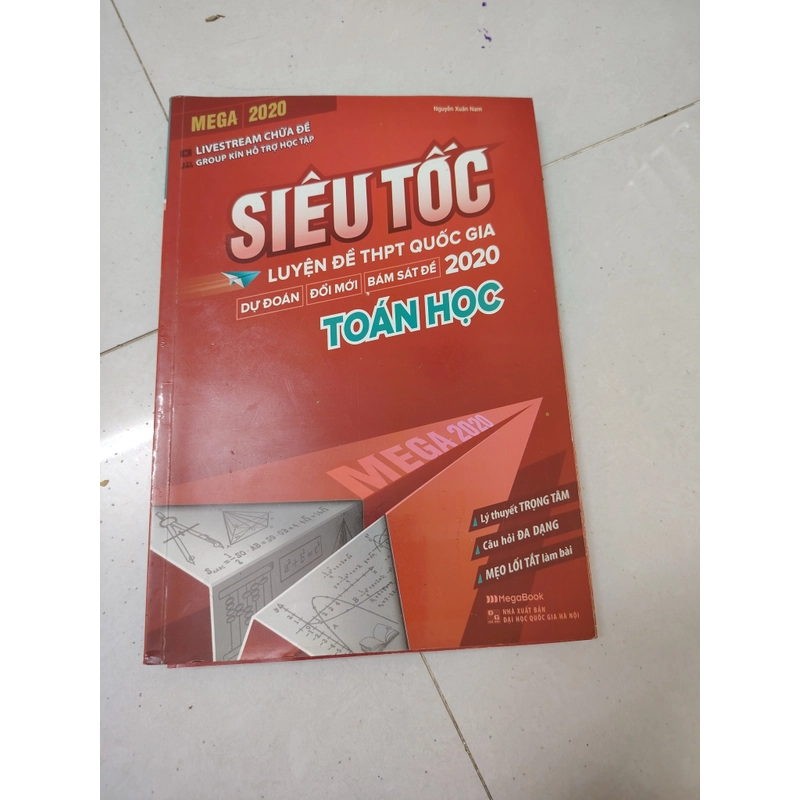 Nguyễn Xuân Nam
MEGA 2020
LIVESTREAM CHỮA ĐỀ
GROUP KÍN HỖ TRỢ HỌC TẬP
SIÊU TỐC
LUYỆN ĐỀ THPT QUỐC GIA
DỰ ĐOÁN ĐỔI MỚI BÁM SÁT ĐỀ 2020
TOÁN HỌC
MEGA 2020
Lý thuyết TRỌNG TÂM
Câu hỏi ĐA DẠNG
MẸO LỐI TẮT làm bài
MegaBook
NHÀ XUẤT BẢN
ĐẠI HỌC QUỐC GIA HÀ NỘI